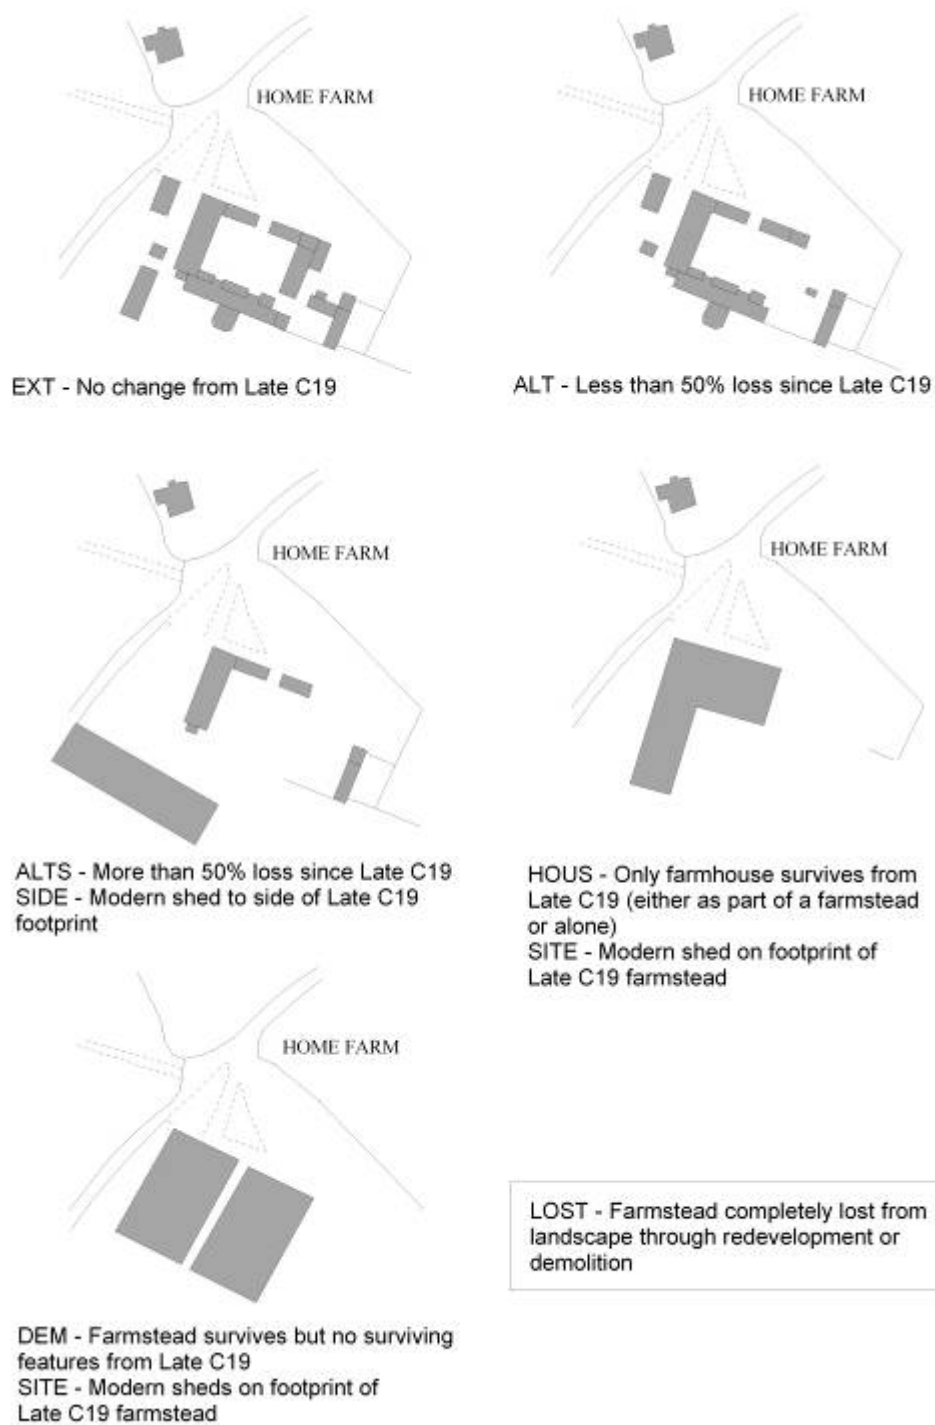 HOME FARM
HOME FARM
EXT - No change from Late C19
ALT - Less than 50% loss since Late C19
HOME FARM
HOME FARM
ALTS - More than 50% loss since Late C19
SIDE - Modern shed to side of Late C19
footprint
HOUS - Only farmhouse survives from
Late C19 (either as part of a farmstead
or alone)
SITE - Modern shed on footprint of
Late C19 farmstead
HOME FARM
LOST - Farmstead completely lost from
landscape through redevelopment or
demolition
DEM - Farmstead survives but no surviving
features from Late C19
SITE - Modern sheds on footprint of
Late C19 farmstead